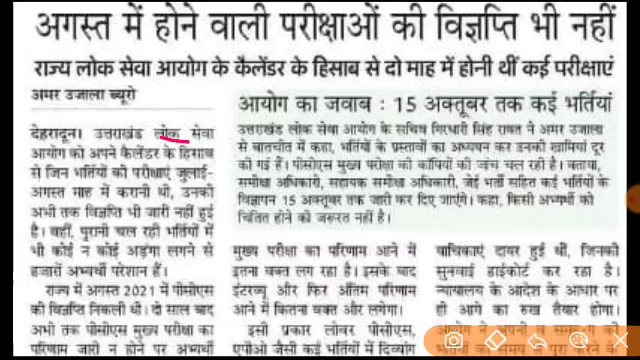 अगस्त में होने वाली परीक्षाओं की विज्ञप्ति भी नहीं
राज्य लोक सेवा आयोग के कैलेंडर के हिसाब से दो माह में होनी थीं कई परीक्षाएं
अमर उजाला ब्यूरो
देहरादून। उत्तराखंड लोक सेवा
आयोग को अपने कैलेंडर के हिसाब
से जिन भर्तियों की परीक्षाएं जुलाई-
अगस्त माह में करानी थी, उनकी
अभी तक विज्ञप्ति भी जारी नहीं हुई
है। वहीं, पुरानी चल रही भर्तियों में
भी कोई न कोई अड़ंगा लगने से
हजारों अभ्यर्थी परेशान हैं।
राज्य में अगस्त 2021 में पीसीएस
की विज्ञप्ति निकली थी। दो साल बाद
अभी तक पीसीएस मुख्य परीक्षा का
परिणाम जारी न होने पर अभ्यर्थी
आयोग का जवाब : 15 अक्तूबर तक कई भर्तियां
उत्तराखंड लोक सेवा आयोग के सचिव गिरधारी सिंह रावत ने अमर उजाला
से बातचीत में कहा, भर्तियों के प्रस्तावों का अध्ययन कर उनकी खामियां दूर
की गई हैं। पीसीएस मुख्य परीक्षा की कॉपियों की जांच चल रही है। बताया,
समीक्षा अधिकारी, सहायक समीक्षा अधिकारी, जेई भर्ती सहित कई भर्तियों के
विज्ञापन 15 अक्तूबर तक जारी कर दिए जाएंगे। कहा, किसी अभ्यर्थी को
चिंतित होने की जरूरत नहीं है।
मुख्य परीक्षा का परिणाम आने में
इतना वक्त लग रहा है। इसके बाद
इंटरव्यू और फिर अंतिम परिणाम
आने में कितना वक्त और लगेगा।
इसी प्रकार लोवर पीसीएस,
एपीओ जैसी कई भर्तियों में दिव्यांग
याचिकाएं दायर हुई थीं, जिनकी
सुनवाई हाईकोर्ट कर रहा है।
न्यायालय के आदेश के आधार पर
ही आगे का रुख तैयार होगा।